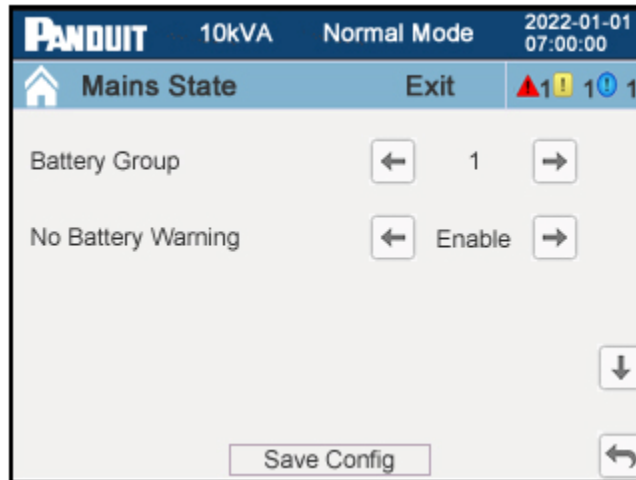 PANDUIT 10kVA Normal Mode 2022-01-01
07:00:00
Mains State Exit 1 ! 1 ! 1
Battery Group 1
No Battery Warning Enable
Save Config